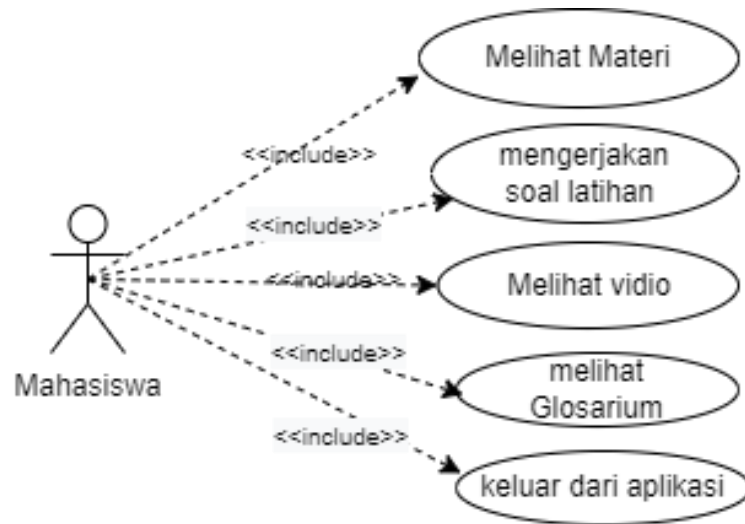 Melihat Materi
<<include>>
mengerjakan
soal latihan
<<include>>
Melihat vidio
<<include>>
Mahasiswa
<<include>>
melihat
Glosarium
<<include>>
keluar dari aplikasi